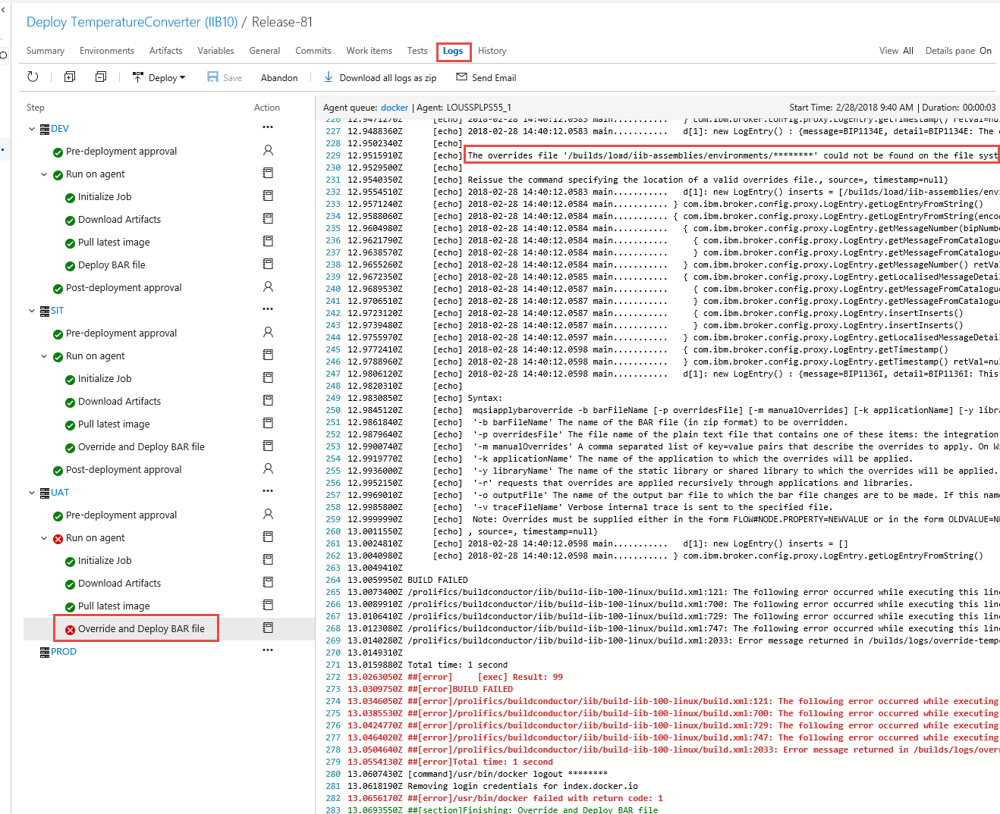 Deploy TemperatureConverter (IIB10) / Release-81
Summary Environments Artifacts Variables General Commits Work items Tests Logs History View All Details pane On
Deploy Save Abandon Download all logs as zip Send Email
Step Action
DEV
Pre-deployment approval
Run on agent
Initialize Job
Download Artifacts
Pull latest image
Deploy BAR file
Post-deployment approval
SIT
Pre-deployment approval
Run on agent
Initialize Job
Download Artifacts
Pull latest image
Override and Deploy BAR file
Post-deployment approval
UAT
Pre-deployment approval
Run on agent
Initialize Job
Download Artifacts
Pull latest image
Override and Deploy BAR file
PROD
Agent queue: docker | Agent: LOUSSPLPS55_1 Start Time: 2/28/2018 9:40 AM | Duration: 00:00:03
226 12.9471270Z [echo] 2018-02-28 14:40:12.0583 main........... } com.ibm.broker.config.proxy.LogEntry.getTimestamp() retVal=nu
227 12.9488360Z [echo] 2018-02-28 14:40:12.0583 main........... d[1]: new LogEntry() : {message=BIP1134E, detail=BIP1134E: The
228 12.9502340Z [echo]
229 12.9515910Z [echo] The overrides file '/builds/load/iib-assemblies/environments/********' could not be found on the file syst
230 12.9529500Z [echo]
231 12.9540350Z [echo] Reissue the command specifying the location of a valid overrides file., source=, timestamp=null}
232 12.9554510Z [echo] 2018-02-28 14:40:12.0583 main........... d[1]: new LogEntry() inserts = [/builds/load/iib-assemblies/envi
233 12.9571240Z [echo] 2018-02-28 14:40:12.0584 main........... } com.ibm.broker.config.proxy.LogEntry.getLogEntryFromString()
234 12.9588060Z [echo] 2018-02-28 14:40:12.0584 main........... { com.ibm.broker.config.proxy.LogEntry.getLogEntryFromString(enco
235 12.9604980Z [echo] 2018-02-28 14:40:12.0584 main........... { com.ibm.broker.config.proxy.LogEntry.getMessageNumber(bipNumb
236 12.9621790Z [echo] 2018-02-28 14:40:12.0584 main........... { com.ibm.broker.config.proxy.LogEntry.getMessageFromCatalogu
237 12.9638570Z [echo] 2018-02-28 14:40:12.0584 main........... } com.ibm.broker.config.proxy.LogEntry.getMessageFromCatalogu
238 12.9655260Z [echo] 2018-02-28 14:40:12.0584 main........... } com.ibm.broker.config.proxy.LogEntry.getMessageNumber() retVal
239 12.9672350Z [echo] 2018-02-28 14:40:12.0585 main........... { com.ibm.broker.config.proxy.LogEntry.getLocalisedMessageDetai
240 12.9689530Z [echo] 2018-02-28 14:40:12.0587 main........... { com.ibm.broker.config.proxy.LogEntry.getMessageFromCatalogu
241 12.9706510Z [echo] 2018-02-28 14:40:12.0587 main........... } com.ibm.broker.config.proxy.LogEntry.getMessageFromCatalogu
242 12.9723120Z [echo] 2018-02-28 14:40:12.0587 main........... { com.ibm.broker.config.proxy.LogEntry.insertInserts()
243 12.9739480Z [echo] 2018-02-28 14:40:12.0587 main........... } com.ibm.broker.config.proxy.LogEntry.insertInserts()
244 12.9755970Z [echo] 2018-02-28 14:40:12.0597 main........... } com.ibm.broker.config.proxy.LogEntry.getLocalisedMessageDetai
245 12.9772410Z [echo] 2018-02-28 14:40:12.0598 main........... { com.ibm.broker.config.proxy.LogEntry.getTimestamp()
246 12.9788960Z [echo] 2018-02-28 14:40:12.0598 main........... } com.ibm.broker.config.proxy.LogEntry.getTimestamp() retVal=nu
247 12.9806120Z [echo] 2018-02-28 14:40:12.0598 main........... d[1]: new LogEntry() : {message=BIP1136I, detail=BIP1136I: This
248 12.9820310Z [echo]
249 12.9830850Z [echo] Syntax:
250 12.9845120Z [echo] mqsiapplybaroverride -b barFileName [-p overridesFile] [-m manualOverrides] [-k applicationName] [-y libra
251 12.9861840Z [echo] '-b barFileName' The name of the BAR file (in zip format) to be overridden.
252 12.9879640Z [echo] '-p overridesFile' The file name of the plain text file that contains one of these items: the integration
253 12.9900740Z [echo] '-m manualOverrides' A comma separated list of key=value pairs that describe the overrides to apply. On Wi
254 12.9919770Z [echo] '-k applicationName' The name of the application to which the overrides will be applied.
255 12.9936000Z [echo] '-y libraryName' The name of the static library or shared library to which the overrides will be applied.
256 12.9952150Z [echo] '-r' requests that overrides are applied recursively through applications and libraries.
257 12.9969010Z [echo] '-o outputFile' The name of the output bar file to which the bar file changes are to be made. If this name
258 12.9985800Z [echo] '-v traceFileName' Verbose internal trace is sent to the specified file.
259 12.9999990Z [echo] Note: Overrides must be supplied either in the form FLOW#NODE.PROPERTY=NEWVALUE or in the form OLDVALUE=NE
260 13.0011550Z [echo] , source=, timestamp=null}
261 13.0024810Z [echo] 2018-02-28 14:40:12.0598 main........... d[1]: new LogEntry() inserts = []
262 13.0040980Z [echo] 2018-02-28 14:40:12.0598 main........... } com.ibm.broker.config.proxy.LogEntry.getLogEntryFromString()
263 13.0049410Z
264 13.0059950Z BUILD FAILED
265 13.0073400Z /prolifics/buildconductor/iib/build-iib-100-linux/build.xml:121: The following error occurred while executing this line
266 13.0089910Z /prolifics/buildconductor/iib/build-iib-100-linux/build.xml:700: The following error occurred while executing this line
267 13.0106410Z /prolifics/buildconductor/iib/build-iib-100-linux/build.xml:729: The following error occurred while executing this line
268 13.0123080Z /prolifics/buildconductor/iib/build-iib-100-linux/build.xml:747: The following error occurred while executing this line
269 13.0140280Z /prolifics/buildconductor/iib/build-iib-100-linux/build.xml:2033: Error message returned in /builds/logs/override-tempe
270 13.0149310Z
271 13.0159880Z Total time: 1 second
272 13.0263050Z ##[error] [exec] Result: 99
273 13.0309750Z ##[error]BUILD FAILED
274 13.0346050Z ##[error]/prolifics/buildconductor/iib/build-iib-100-linux/build.xml:121: The following error occurred while executing
275 13.0385530Z ##[error]/prolifics/buildconductor/iib/build-iib-100-linux/build.xml:700: The following error occurred while executing
276 13.0424770Z ##[error]/prolifics/buildconductor/iib/build-iib-100-linux/build.xml:729: The following error occurred while executing
277 13.0464020Z ##[error]/prolifics/buildconductor/iib/build-iib-100-linux/build.xml:747: The following error occurred while executing
278 13.0504640Z ##[error]/prolifics/buildconductor/iib/build-iib-100-linux/build.xml:2033: Error message returned in /builds/logs/over
279 13.0554130Z ##[error]Total time: 1 second
280 13.0607430Z [command]/usr/bin/docker logout ********
281 13.0618190Z Removing login credentials for index.docker.io
282 13.0656170Z ##[error]/usr/bin/docker failed with return code: 1
283 13.0693550Z ##[section]Finishing: Override and Deploy BAR file